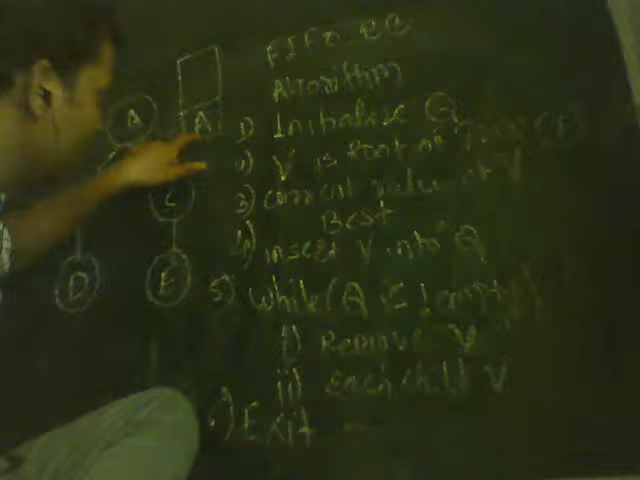 FIFO BB
Algorithm
1) Initialize Q
2) V is Root of
3) current value of V
Best
4) insert V into Q
5) while (Q is ! empty)
i) Remove V
ii) each child V
) Exit
A
A
C
D
E